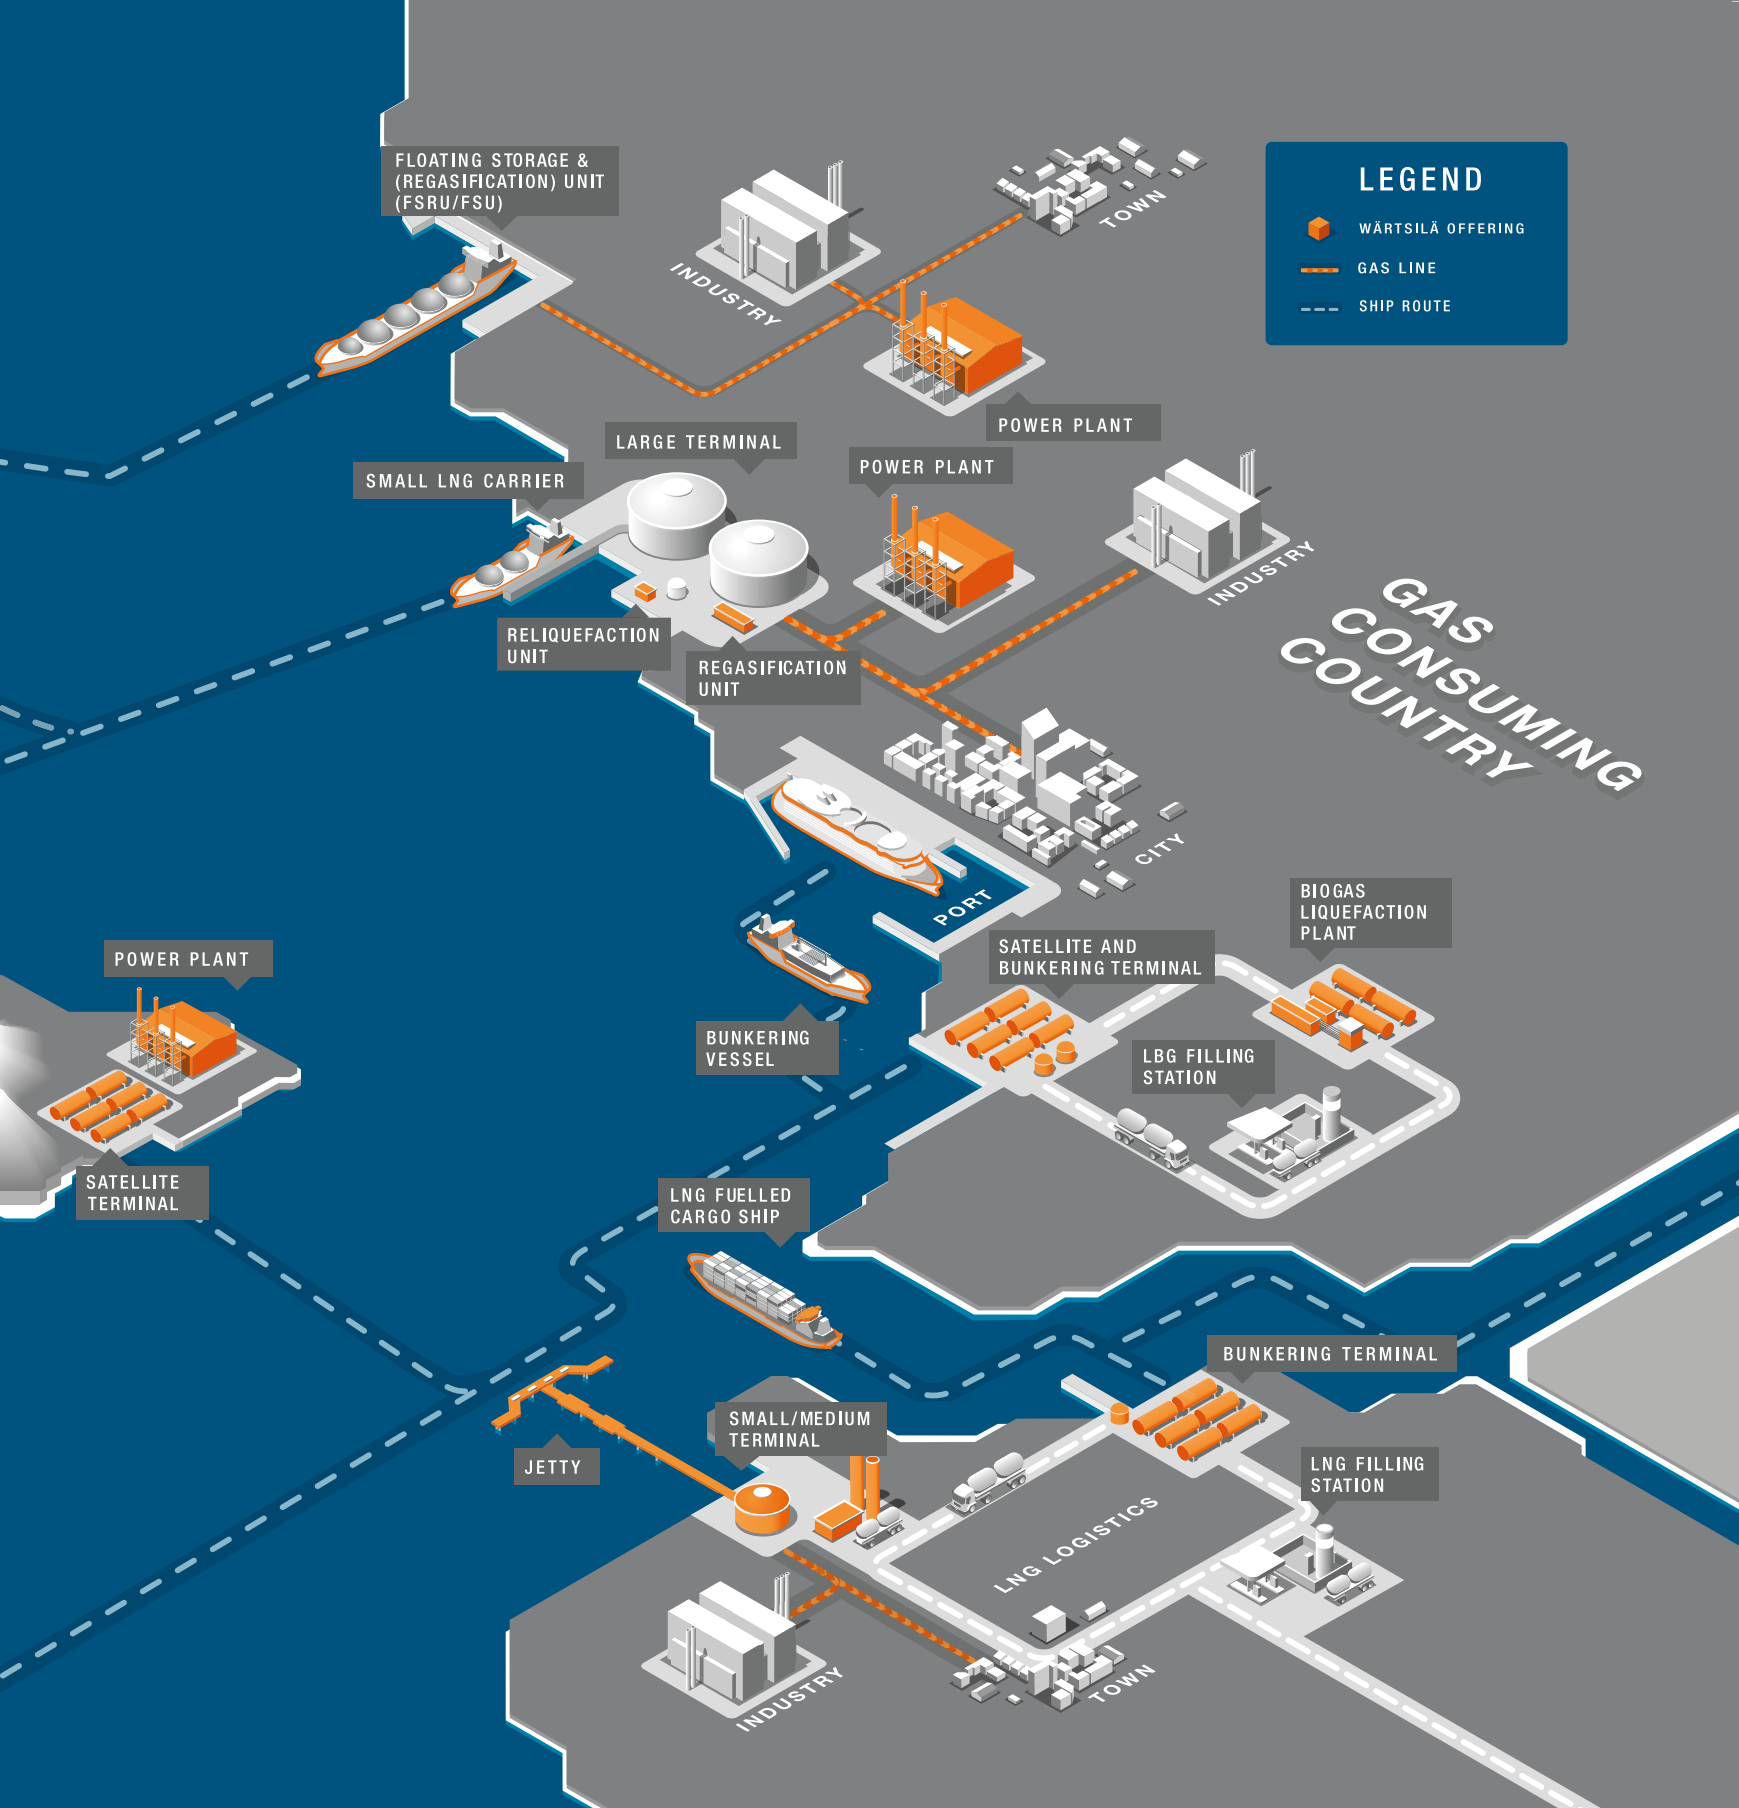 FLOATING STORAGE &
(REGASIFICATION) UNIT
(FSRU/FSU)
TOWN
INDUSTRY
LEGEND
WÄRTSILÄ OFFERING
GAS LINE
SHIP ROUTE
POWER PLANT
LARGE TERMINAL
POWER PLANT
SMALL LNG CARRIER
INDUSTRY
RELIQUEFACTION
UNIT
REGASIFICATION
UNIT
GAS
CONSUMING
COUNTRY
CITY
PORT
BIOGAS
LIQUEFACTION
PLANT
SATELLITE AND
BUNKERING TERMINAL
POWER PLANT
BUNKERING
VESSEL
LBG FILLING
STATION
SATELLITE
TERMINAL
LNG FUELLED
CARGO SHIP
BUNKERING TERMINAL
SMALL/MEDIUM
TERMINAL
JETTY
LNG FILLING
STATION
LNG LOGISTICS
INDUSTRY
TOWN